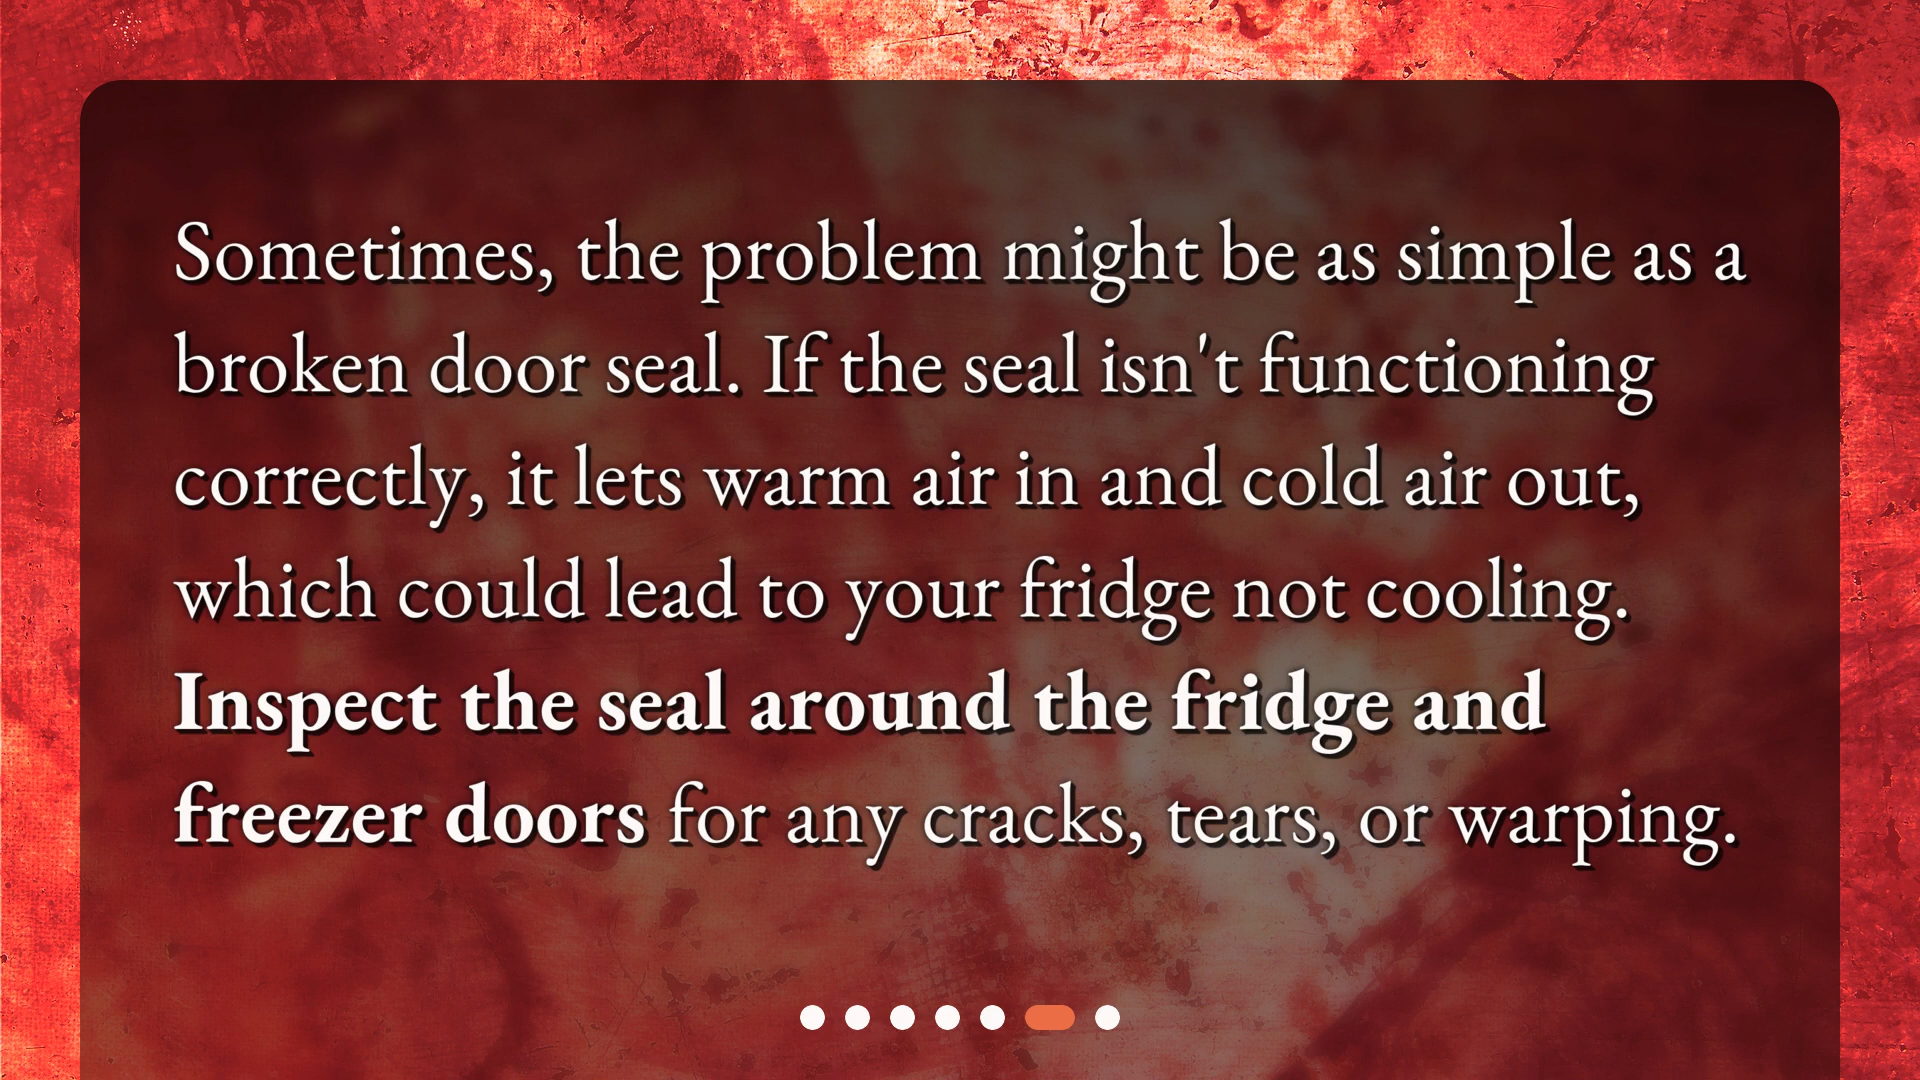 Sometimes, the problem might be as simple as a
broken door seal. If the seal isn't functioning
correctly, it lets warm air in and cold air out,
which could lead to your fridge not cooling.
Inspect the seal around the fridge and
freezer doors for any cracks, tears, or warping.